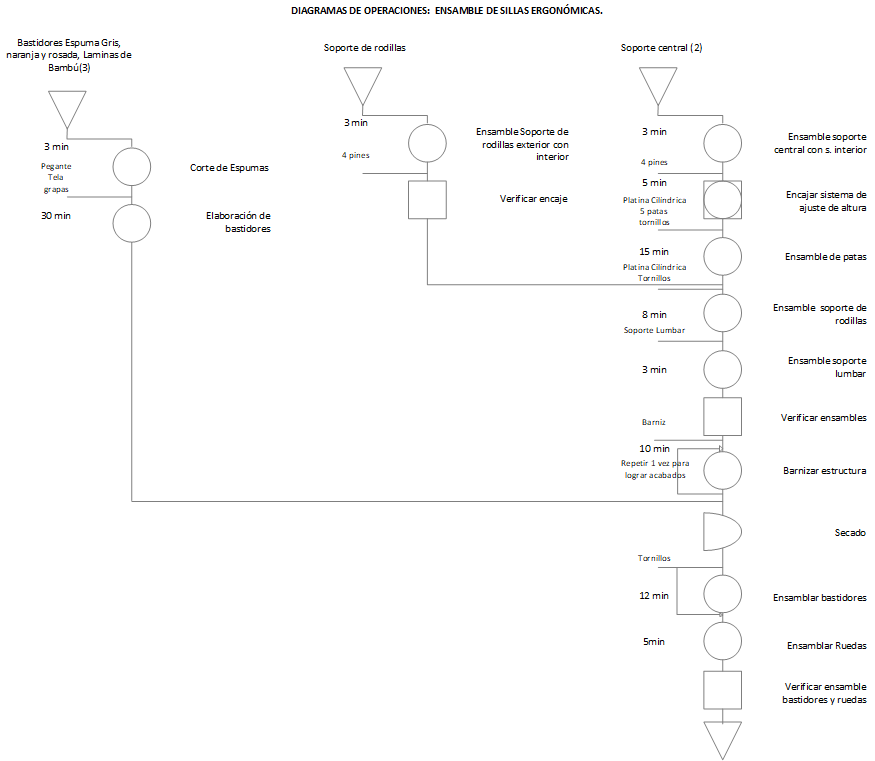 DIAGRAMAS DE OPERACIONES: ENSAMBLE DE SILLAS ERGONÓMICAS.
Bastidores Espuma Gris,
naranja y rosada, Laminas de
Bambú(3)
3 min
Pegante
Tela
grapas
30 min
Corte de Espumas
Elaboración de
bastidores
Soporte de rodillas
3 min
4 pines
Ensamble Soporte de
rodillas exterior con
interior
Verificar encaje
Soporte central (2)
3 min
4 pines
Ensamble soporte
central con s. interior
5 min
Platina Cilíndrica
5 patas
tornillos
Encajar sistema de
ajuste de altura
15 min
Platina Cilíndrica
Tornillos
Ensamble de patas
8 min
Soporte Lumbar
Ensamble soporte de
rodillas
3 min
Ensamble soporte
lumbar
Barniz
Verificar ensambles
10 min
Repetir 1 vez para
lograr acabados
Barnizar estructura
Secado
Tornillos
12 min
Ensamblar bastidores
5min
Ensamblar Ruedas
Verificar ensamble
bastidores y ruedas